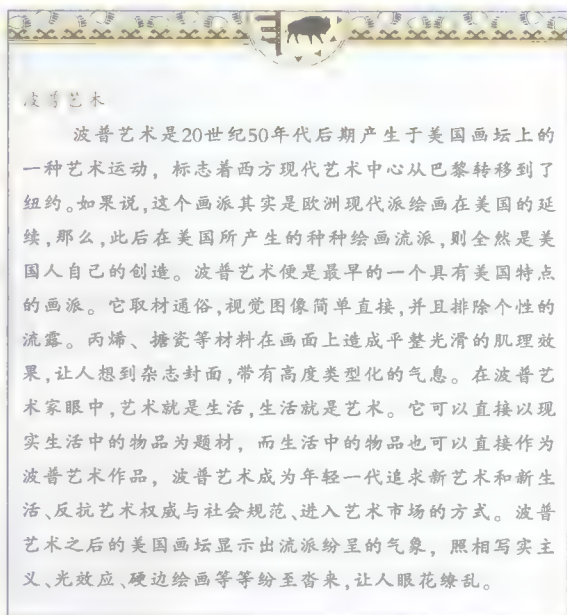 波普艺术
波普艺术是20世纪50年代后期产生于美国画坛上的
一种艺术运动，标志着西方现代艺术中心从巴黎转移到了
纽约。如果说，这个画派其实是欧洲现代派绘画在美国的延
续，那么，此后在美国所产生的种种绘画流派，则全然是美
国人自己的创造。波普艺术便是最早的一个具有美国特点
的画派。它取材通俗，视觉图像简单直接，并且排除个性的
流露。丙烯、搪瓷等材料在画面上造成平整光滑的肌理效
果，让人想到杂志封面，带有高度类型化的气息。在波普艺
术家眼中，艺术就是生活，生活就是艺术。它可以直接以现
实生活中的物品为题材，而生活中的物品也可以直接作为
波普艺术作品，波普艺术成为年轻一代追求新艺术和新生
活、反抗艺术权威与社会规范、进入艺术市场的方式。波普
艺术之后的美国画坛显示出流派纷呈的气象，照相写实主
义、光效应、硬边绘画等等纷至沓来，让人眼花缭乱。